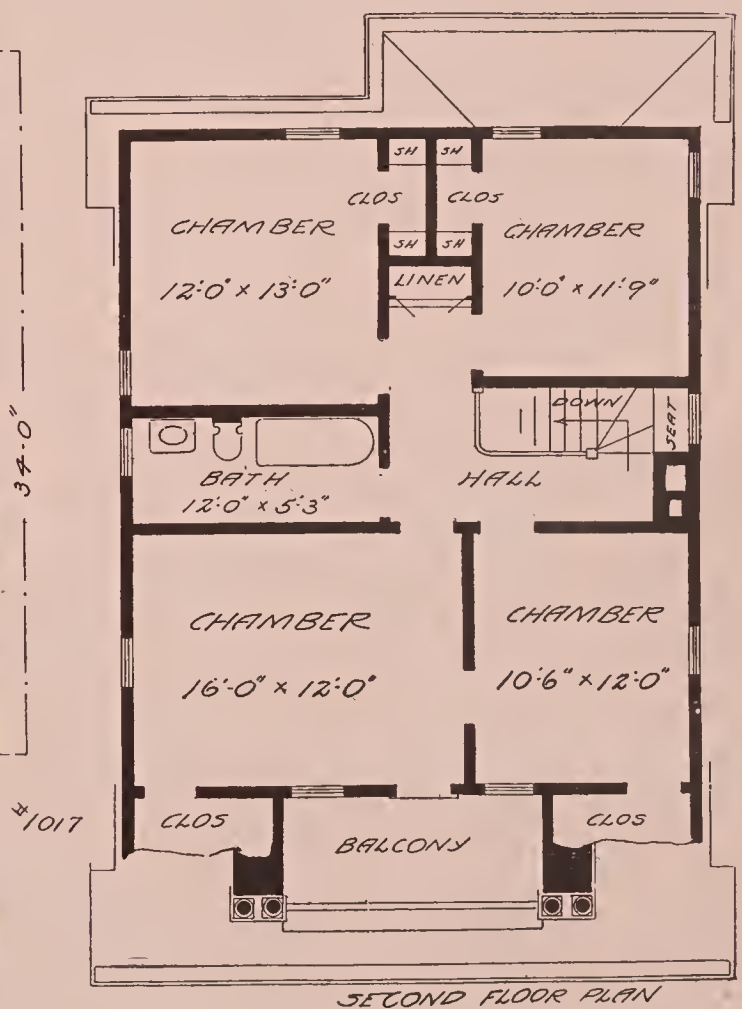 SH SH
CLOS CLOS
CHAMBER
12'-0" x 13'-0"
CHAMBER
10'-0" x 11'-9"
SH SH
LINEN
34'-0"
DOWN
SEAT
BATH
12'-0" x 5'-3"
HALL
CHAMBER
16'-0" x 12'-0"
CHAMBER
10'-6" x 12'-0"
#1017
CLOS
BALCONY
CLOS
SECOND FLOOR PLAN